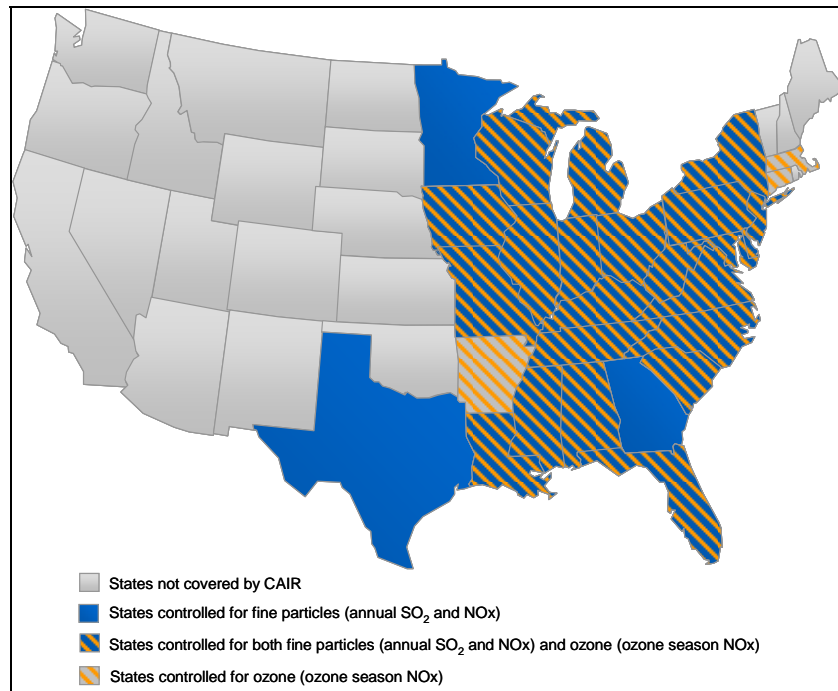 States not covered by CAIR
States controlled for fine particles (annual SO₂ and NOx)
States controlled for both fine particles (annual SO₂ and NOx) and ozone (ozone season NOx)
States controlled for ozone (ozone season NOx)